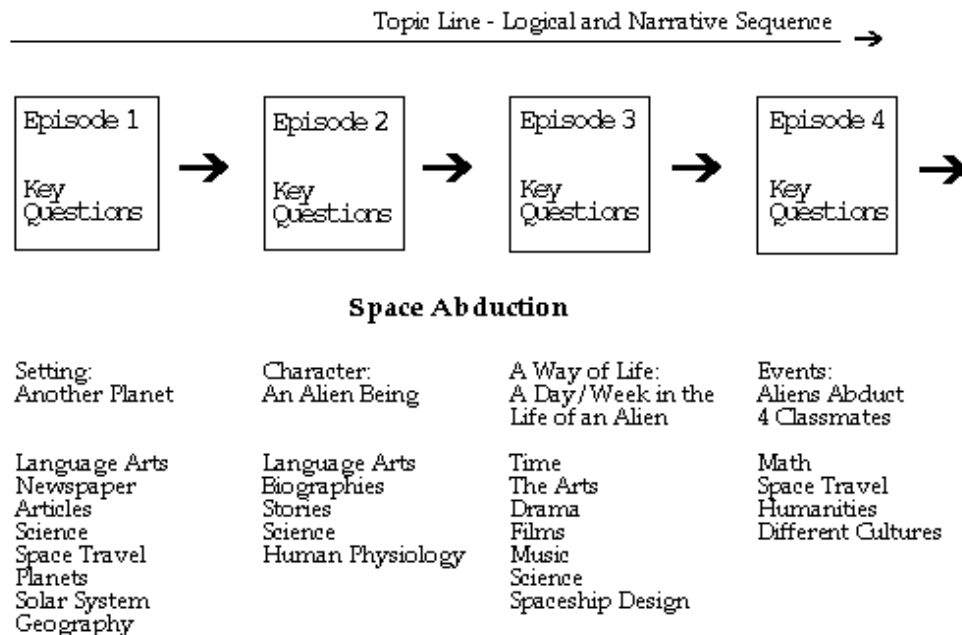 Topic Line - Logical and Narrative Sequence
Episode 1
Key
Questions
Episode 2
Key
Questions
Episode 3
Key
Questions
Episode 4
Key
Questions
Space Abduction
Setting:
Another Planet
Language Arts
Newspaper
Articles
Science
Space Travel
Planets
Solar System
Geography
Character:
An Alien Being
Language Arts
Biographies
Stories
Science
Human Physiology
A Way of Life:
A Day/Week in the
Life of an Alien
Time
The Arts
Drama
Films
Music
Science
Spaceship Design
Events:
Aliens Abduct
4 Classmates
Math
Space Travel
Humanities
Different Cultures